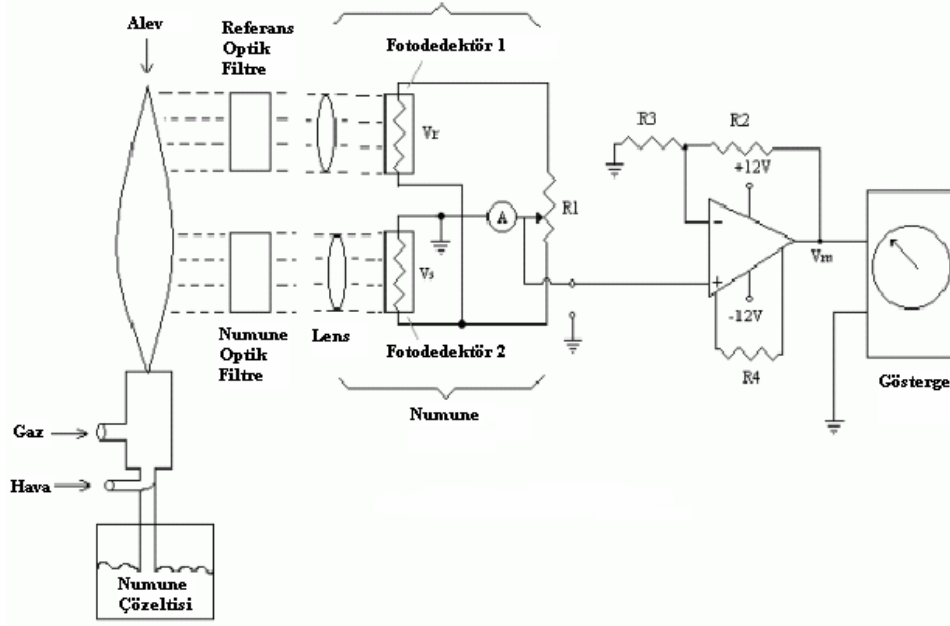 Alev
Referans
Optik
Filtre
Fotodedektör 1
Vr
R1
A
Vs
Numune
Optik
Filtre
Lens
Fotodedektör 2
Numune
R3
R2
+12V
-
+
-12V
Vm
R4
Gösterge
Gaz
Hava
Numune
Çözeltisi